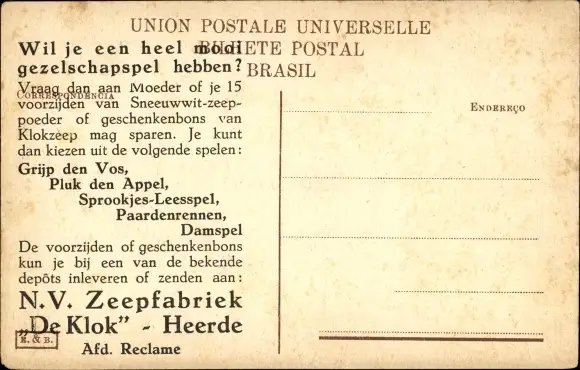 UNION POSTALE UNIVERSELLE
BILHETE POSTAL
BRASIL
CORRESPONDENCIA
ENDEREÇO
Wil je een heel mooi
gezelschapspel hebben?
Vraag dan aan Moeder of je 15
voorzijden van Sneeuwwit-zeep-
poeder of geschenkenbons van
Klokzeep mag sparen. Je kunt
dan kiezen uit de volgende spelen:
Grijp den Vos,
Pluk den Appel,
Sprookjes-Leesspel,
Paardenrennen,
Damspel
De voorzijden of geschenkenbons
kun je bij een van de bekende
depôts inleveren of zenden aan:
N.V. Zeepfabriek
„De Klok” - Heerde
Afd. Reclame
E. & B.